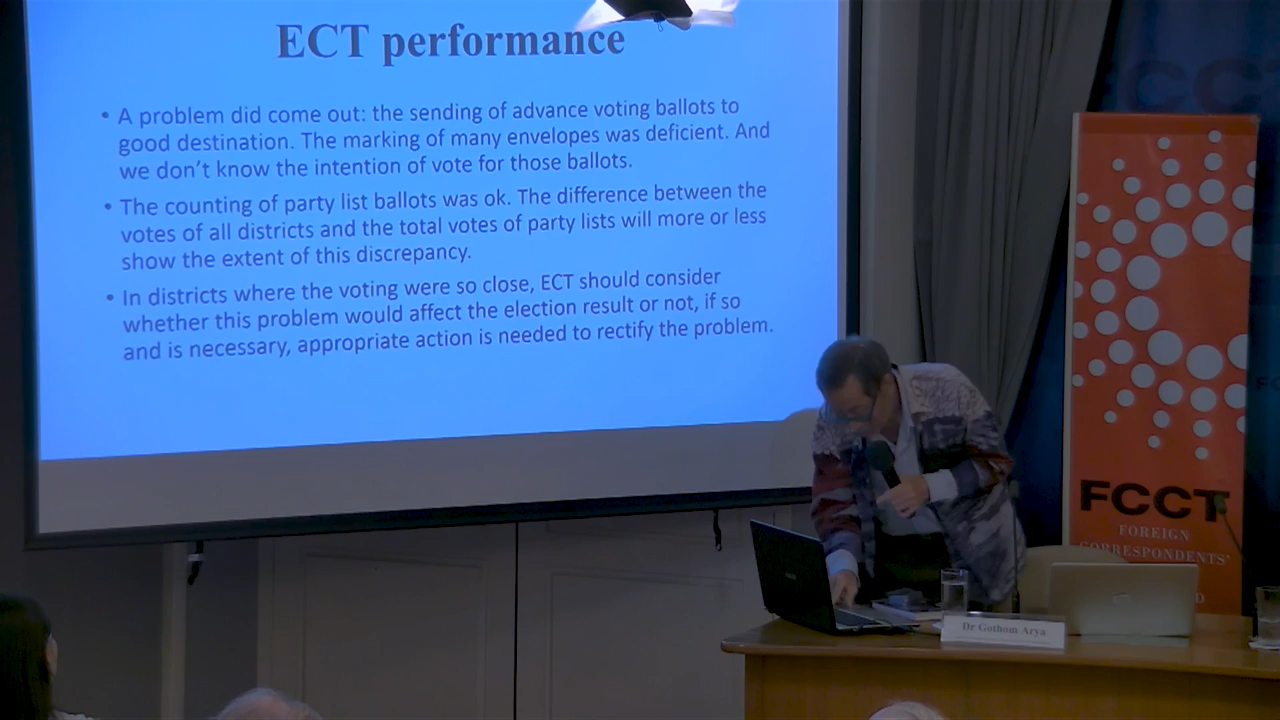 ECT performance
• A problem did come out: the sending of advance voting ballots to
good destination. The marking of many envelopes was deficient. And
we don't know the intention of vote for those ballots.
• The counting of party list ballots was ok. The difference between the
votes of all districts and the total votes of party lists will more or less
show the extent of this discrepancy.
• In districts where the voting were so close, ECT should consider
whether this problem would affect the election result or not, if so
and is necessary, appropriate action is needed to rectify the problem.
FCCT
FOREIGN
CORRESPONDENTS'
Dr Gothom Arya